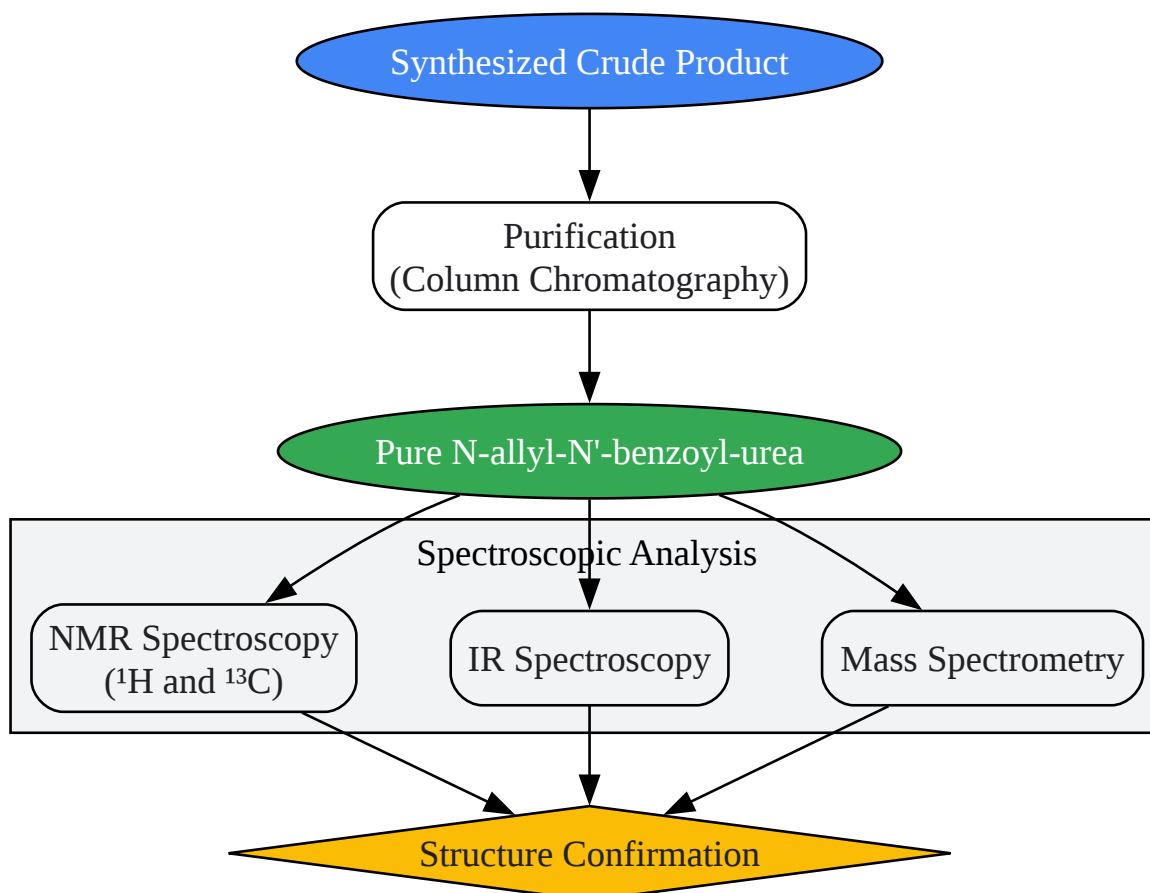 Synthesized Crude Product
Purification
(Column Chromatography)
Pure N-allyl-N'-benzoyl-urea
Spectroscopic Analysis
NMR Spectroscopy
(¹H and ¹³C)
IR Spectroscopy
Mass Spectrometry
Structure Confirmation